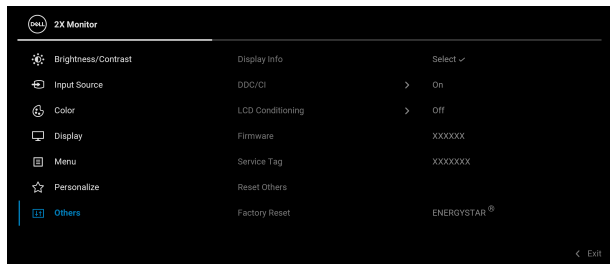 DELL 2X Monitor
Brightness/Contrast Display Info Select ✓
Input Source DDC/CI > On
Color LCD Conditioning > Off
Display Firmware XXXXXX
Menu Service Tag XXXXXXX
Personalize Reset Others
Others Factory Reset ENERGYSTAR ®
< Exit